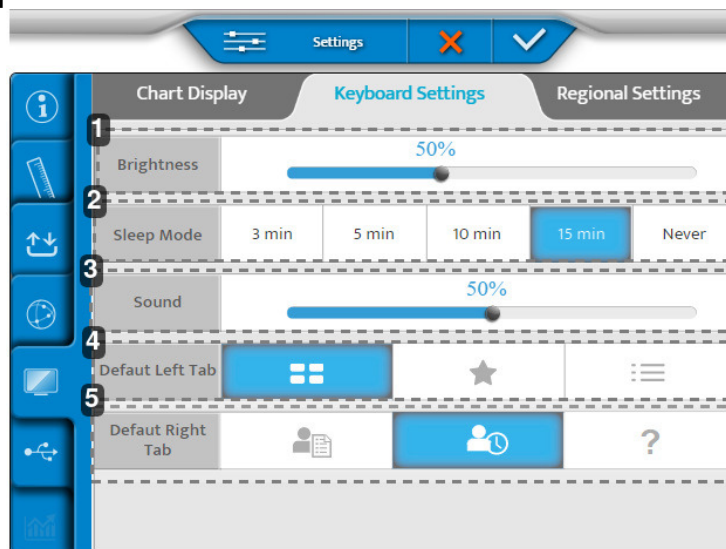 Settings
Chart Display Keyboard Settings Regional Settings
1
50%
Brightness
2
Sleep Mode 3 min 5 min 10 min 15 min Never
3
50%
Sound
4
Defaut Left Tab
5
Defaut Right
Tab
?